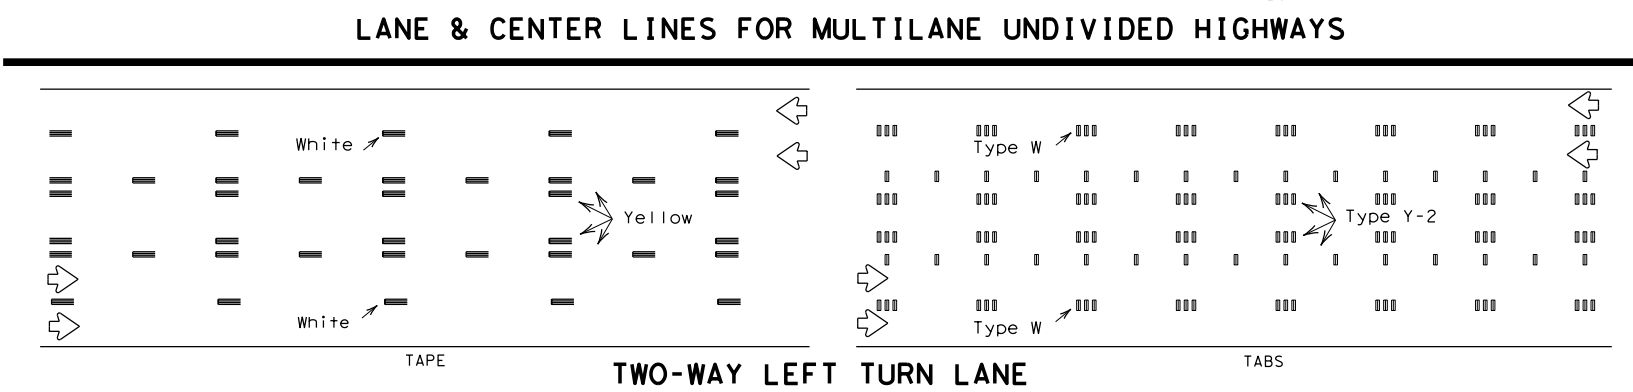 LANE & CENTER LINES FOR MULTILANE UNDIVIDED HIGHWAYS
White
Yellow
White
TAPE
Type W
Type Y-2
Type W
TABS
TWO-WAY LEFT TURN LANE